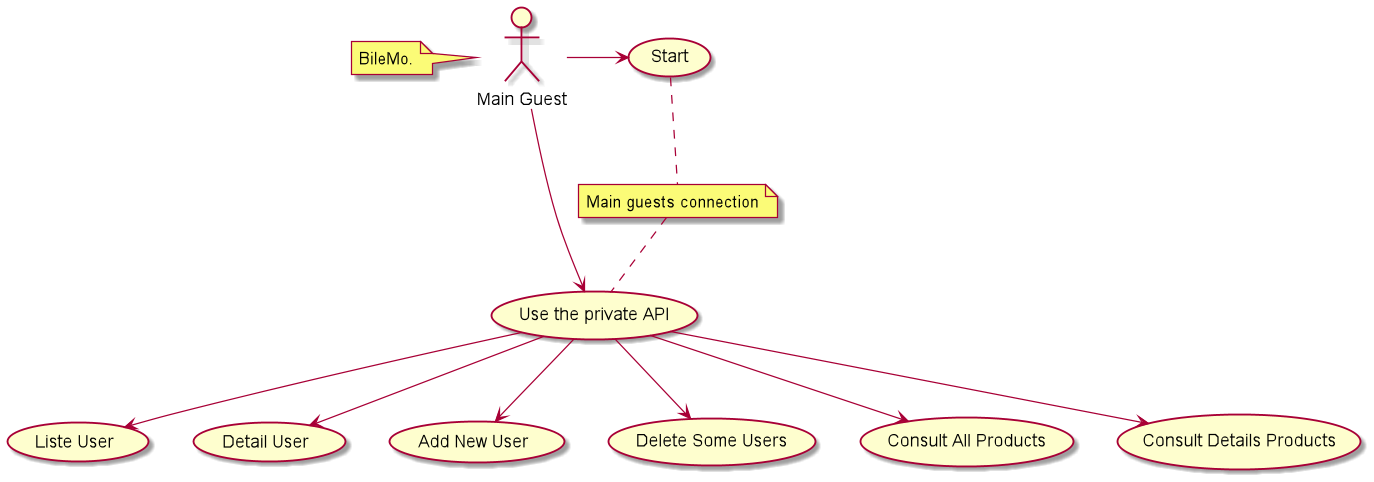 BileMo.
Start
Main Guest
Main guests connection
Use the private API
Liste User
Detail User
Add New User
Delete Some Users
Consult All Products
Consult Details Products